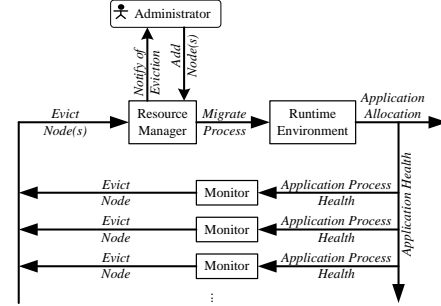 Administrator
Notify of
Eviction
Add
Node(s)
Evict
Node(s)
Resource
Manager
Migrate
Process
Runtime
Environment
Application
Allocation
Evict
Node
Monitor
Application Process
Health
Evict
Node
Monitor
Application Process
Health
Evict
Node
Monitor
Application Process
Health
Application Health
...